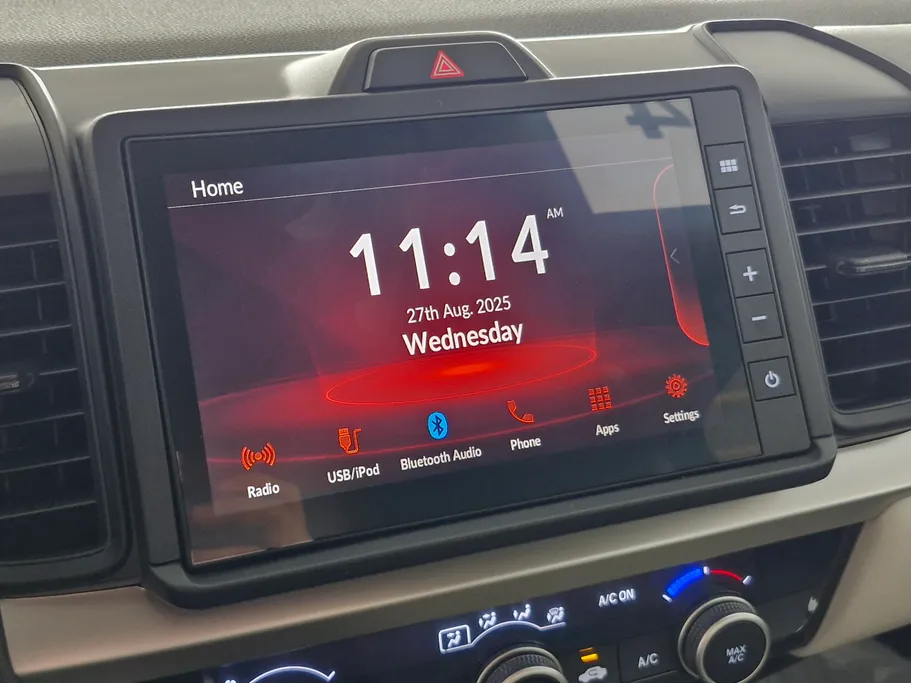 Home
11:14 AM
27th Aug. 2025
Wednesday
Radio
USB/iPod
Bluetooth Audio
Phone
Apps
Settings
A/C ON
A/C
MAX
A/C